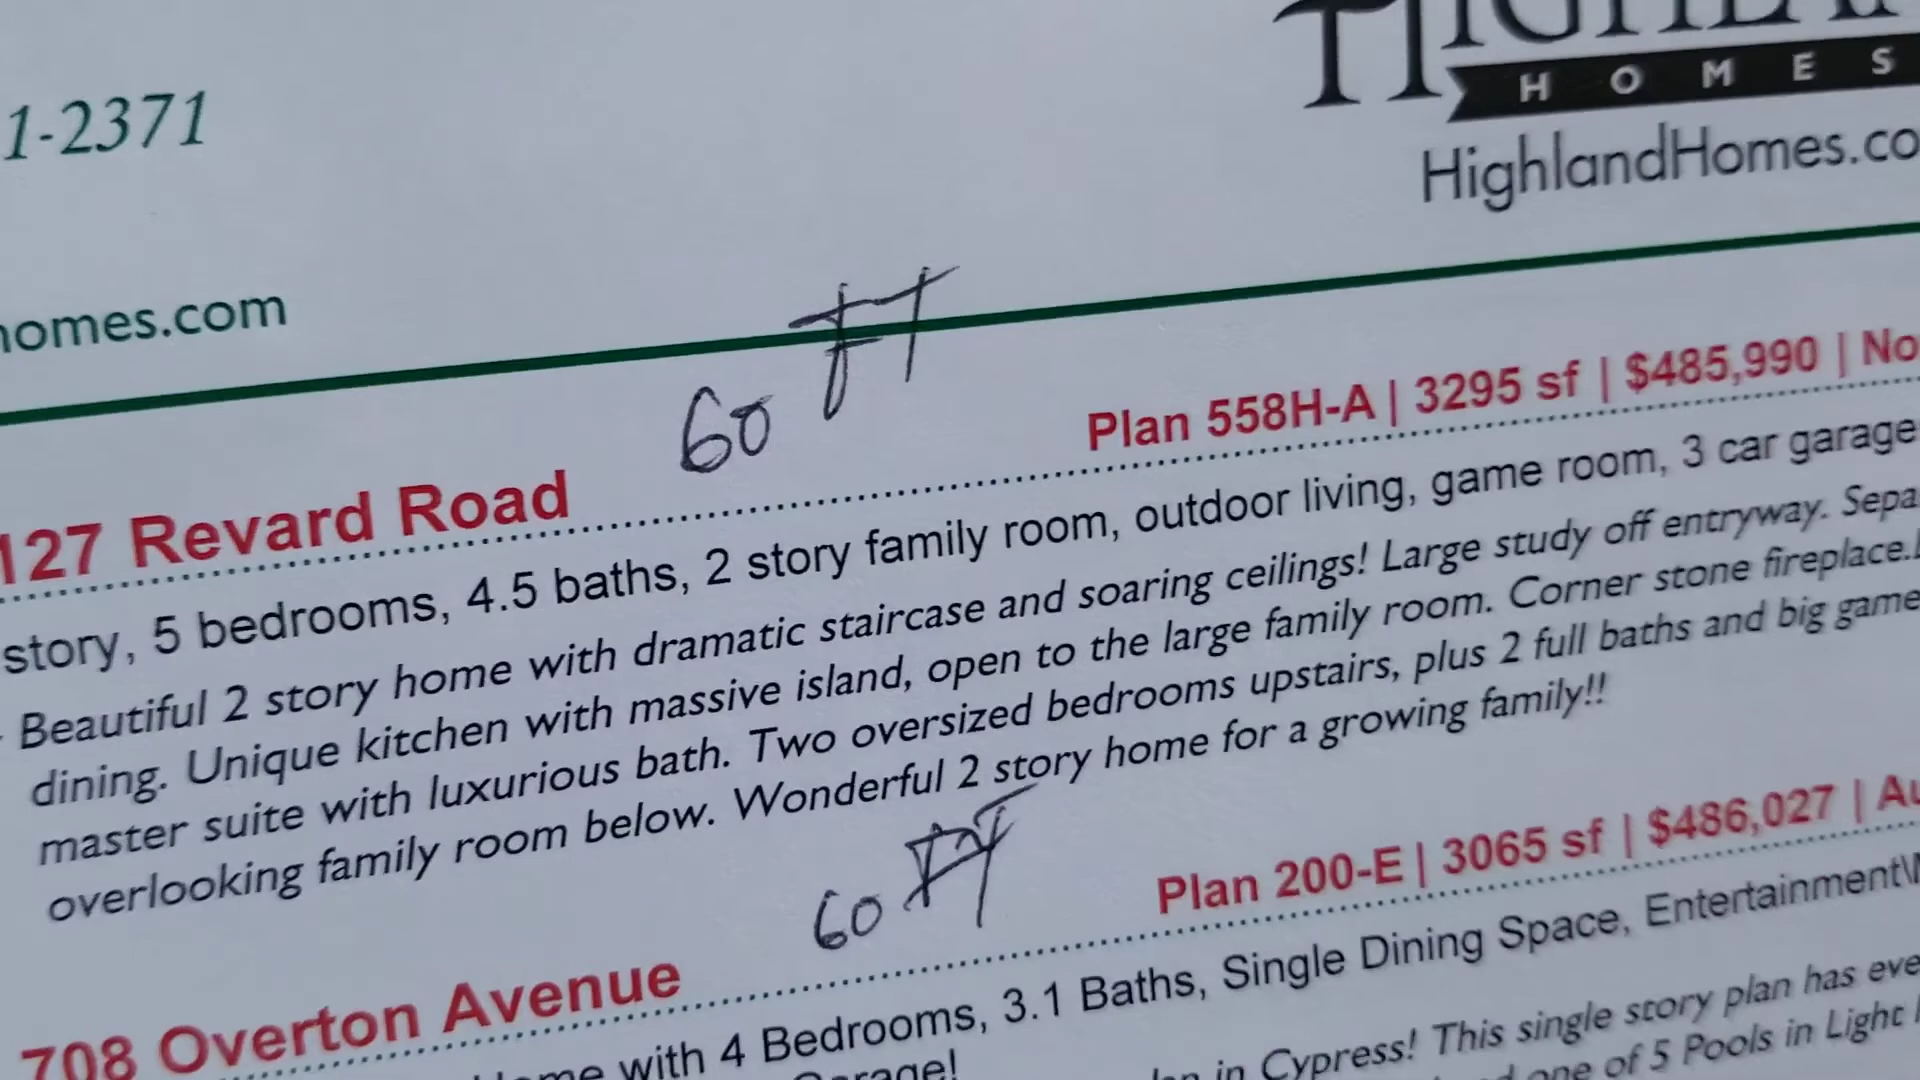 1-2371
HOMES
HighlandHomes.co
homes.com
60 FT
127 Revard Road Plan 558H-A | 3295 sf | $485,990 | No
story, 5 bedrooms, 4.5 baths, 2 story family room, outdoor living, game room, 3 car garage
Beautiful 2 story home with dramatic staircase and soaring ceilings! Large study off entryway. Sepa
dining. Unique kitchen with massive island, open to the large family room. Corner stone fireplace.
master suite with luxurious bath. Two oversized bedrooms upstairs, plus 2 full baths and big game
overlooking family room below. Wonderful 2 story home for a growing family!!
60 FT
708 Overton Avenue Plan 200-E | 3065 sf | $486,027 | Au
with 4 Bedrooms, 3.1 Baths, Single Dining Space, Entertainment\
in Cypress! This single story plan has eve
one of 5 Pools in Light